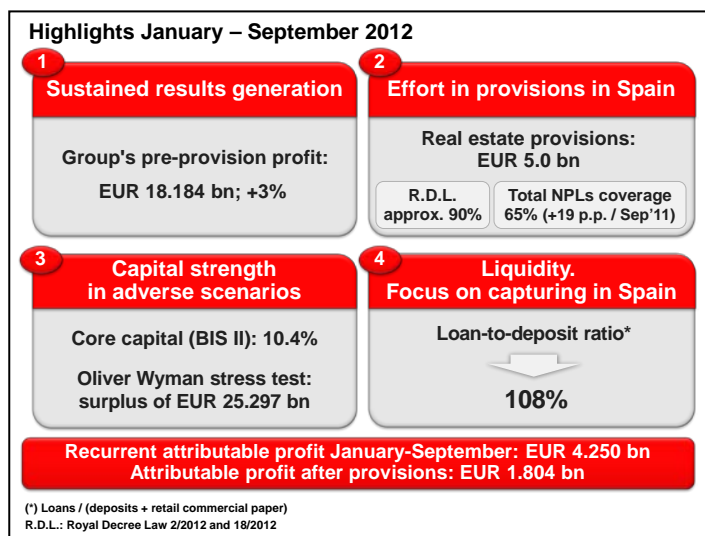 Highlights January – September 2012
1
Sustained results generation
Group's pre-provision profit:
EUR 18.184 bn; +3%
2
Effort in provisions in Spain
Real estate provisions:
EUR 5.0 bn
R.D.L.
approx. 90%
Total NPLs coverage
65% (+19 p.p. / Sep'11)
3
Capital strength
in adverse scenarios
Core capital (BIS II): 10.4%
Oliver Wyman stress test:
surplus of EUR 25.297 bn
4
Liquidity.
Focus on capturing in Spain
Loan-to-deposit ratio*
108%
Recurrent attributable profit January-September: EUR 4.250 bn
Attributable profit after provisions: EUR 1.804 bn
(*) Loans / (deposits + retail commercial paper)
R.D.L.: Royal Decree Law 2/2012 and 18/2012